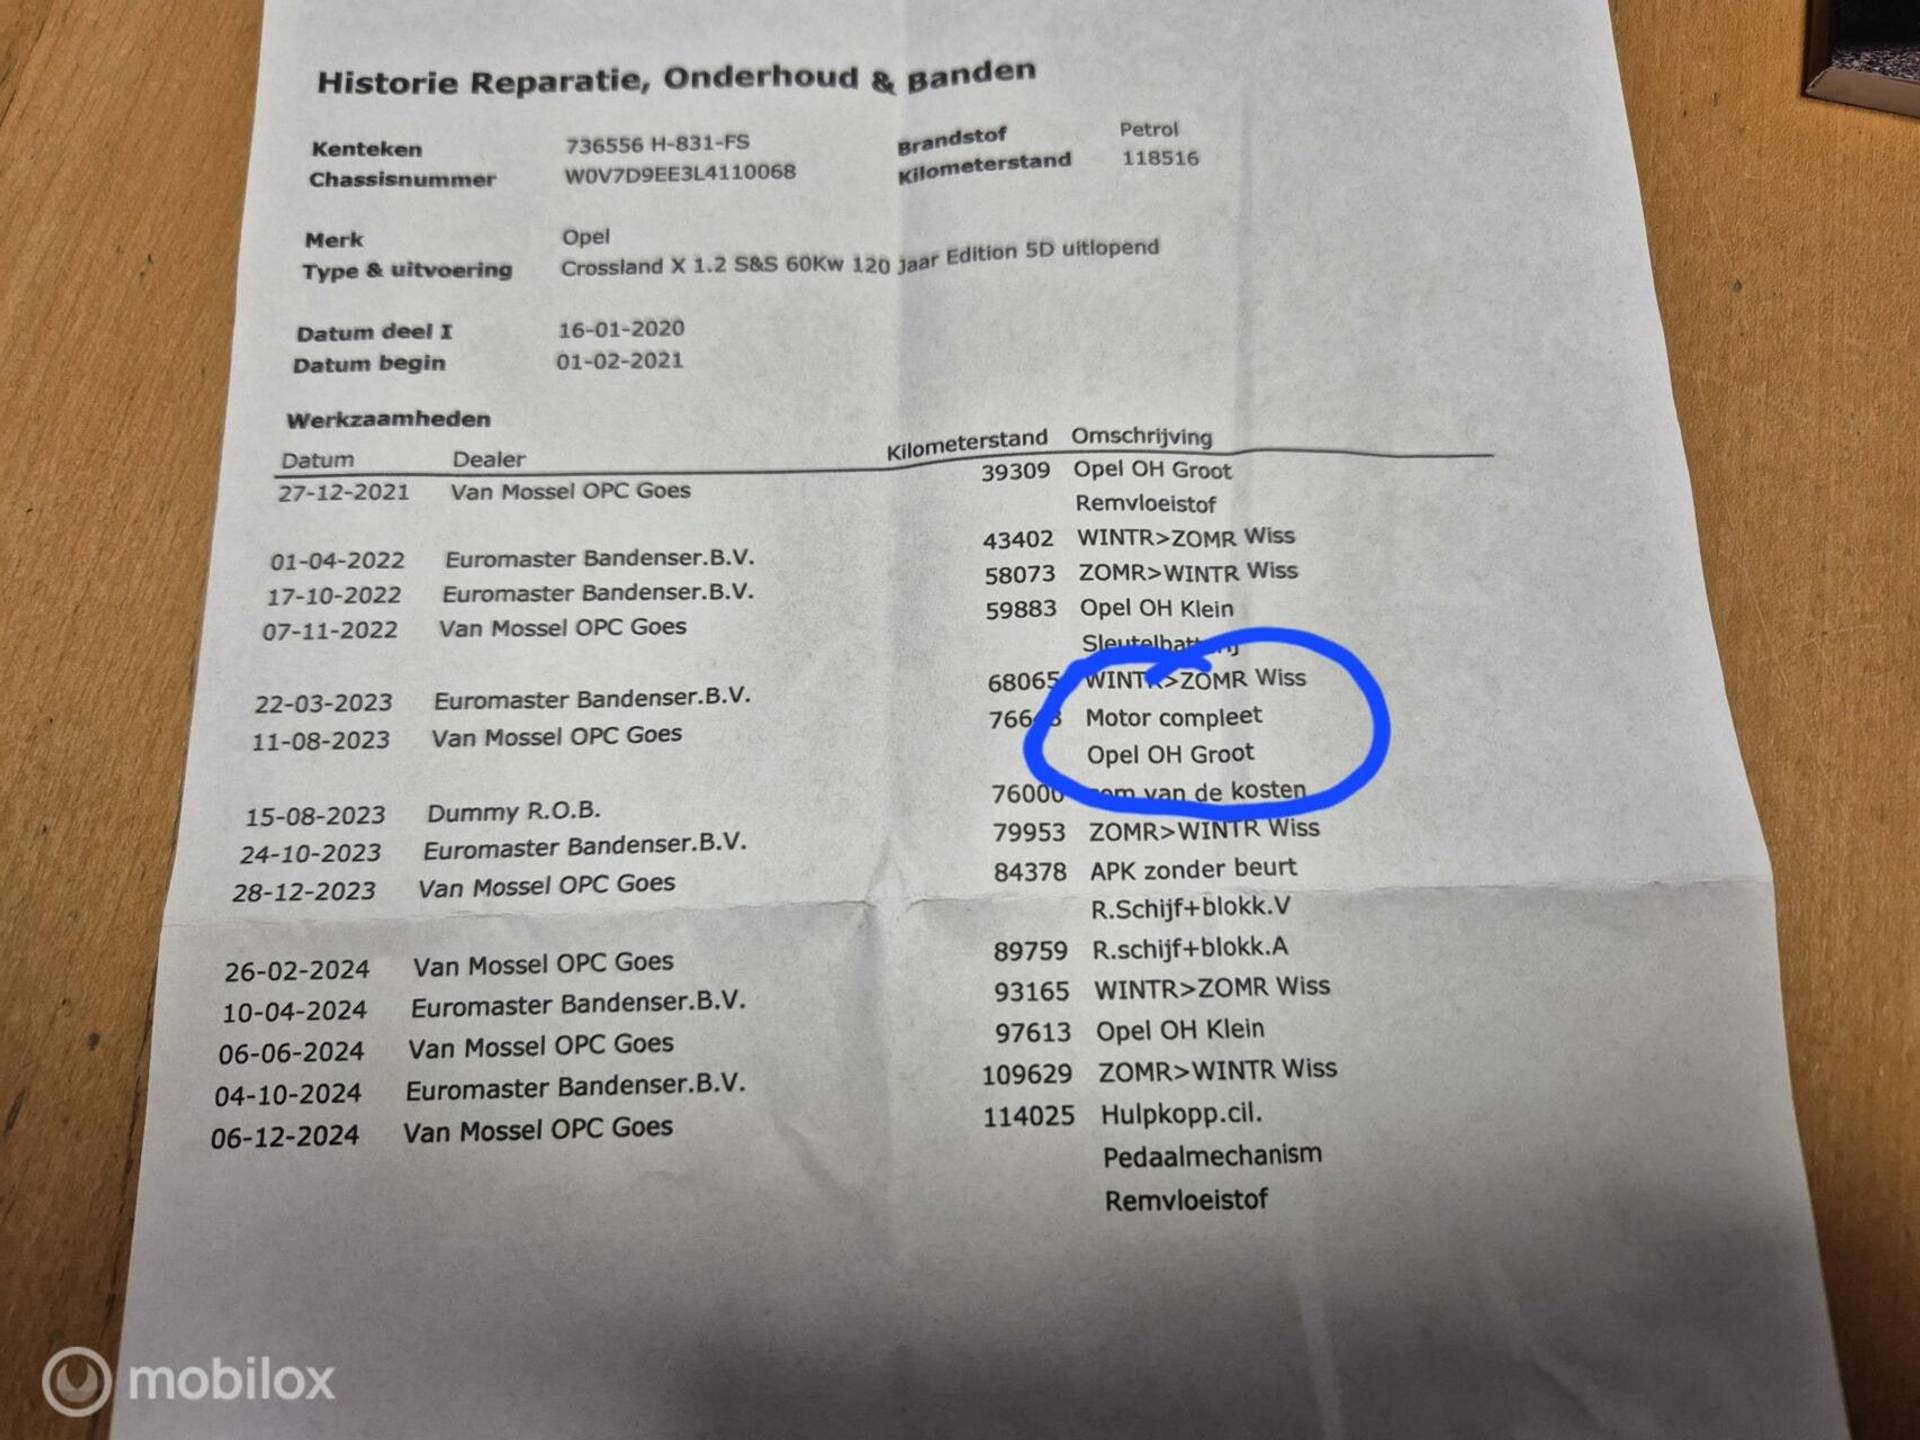 Historie Reparatie, Onderhoud & Banden
Kenteken 736556 H-831-FS Brandstof Petrol
Chassisnummer W0V7D9EE3L4110068 Kilometerstand 118516
Merk Opel
Type & uitvoering Crossland X 1.2 S&S 60Kw 120 jaar Edition 5D uitlopend
Datum deel I 16-01-2020
Datum begin 01-02-2021
Werkzaamheden
Datum Dealer Kilometerstand Omschrijving
27-12-2021 Van Mossel OPC Goes 39309 Opel OH Groot
Remvloeistof
01-04-2022 Euromaster Bandenser.B.V. 43402 WINTR>ZOMR Wiss
17-10-2022 Euromaster Bandenser.B.V. 58073 ZOMR>WINTR Wiss
07-11-2022 Van Mossel OPC Goes 59883 Opel OH Klein
Sleutelbatterij
22-03-2023 Euromaster Bandenser.B.V. 68065 WINTR>ZOMR Wiss
11-08-2023 Van Mossel OPC Goes Motor compleet
Opel OH Groot
15-08-2023 Dummy R.O.B. 76000 van de kosten
24-10-2023 Euromaster Bandenser.B.V. 79953 ZOMR>WINTR Wiss
28-12-2023 Van Mossel OPC Goes 84378 APK zonder beurt
R.Schijf+blokk.V
26-02-2024 Van Mossel OPC Goes 89759 R.schijf+blokk.A
10-04-2024 Euromaster Bandenser.B.V. 93165 WINTR>ZOMR Wiss
06-06-2024 Van Mossel OPC Goes 97613 Opel OH Klein
04-10-2024 Euromaster Bandenser.B.V. 109629 ZOMR>WINTR Wiss
06-12-2024 Van Mossel OPC Goes 114025 Hulpkopp.cil.
Pedaalmechanism
Remvloeistof
mobilox